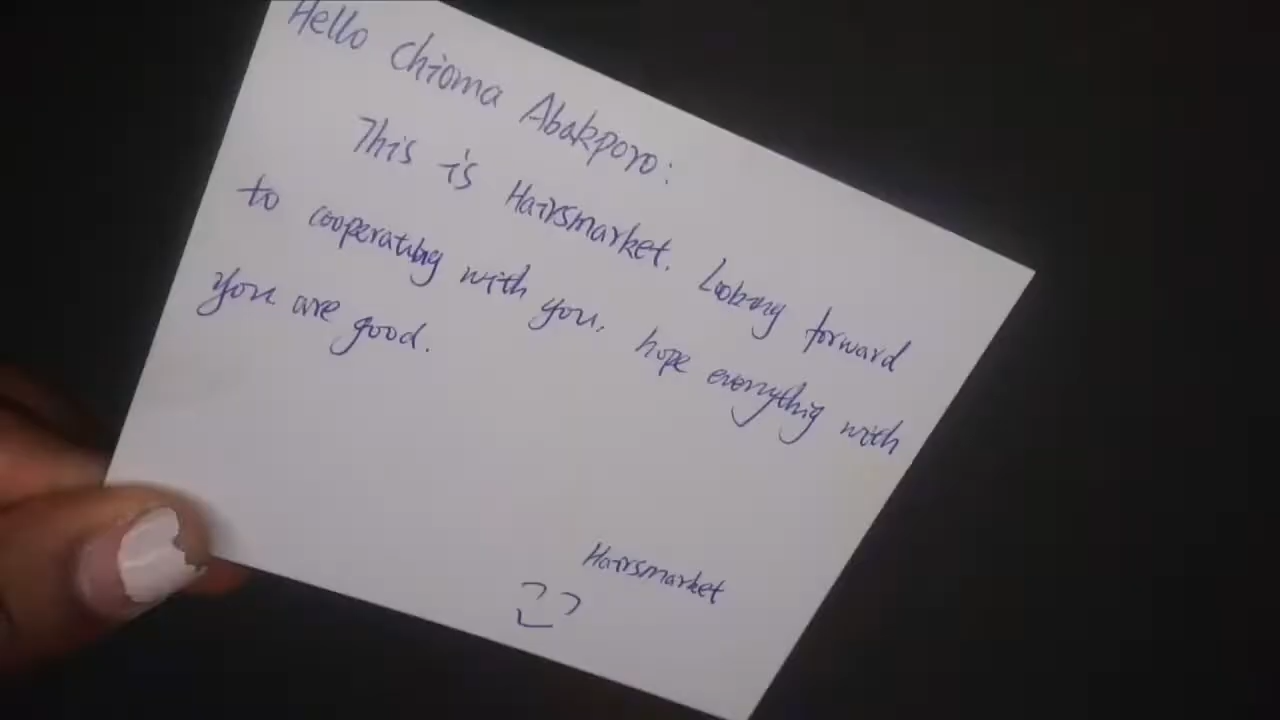 Hello Chioma Abakporo:
This is Hairsmarket. Looking forward
to cooperating with you, hope everything with
you are good.
Hairsmarket